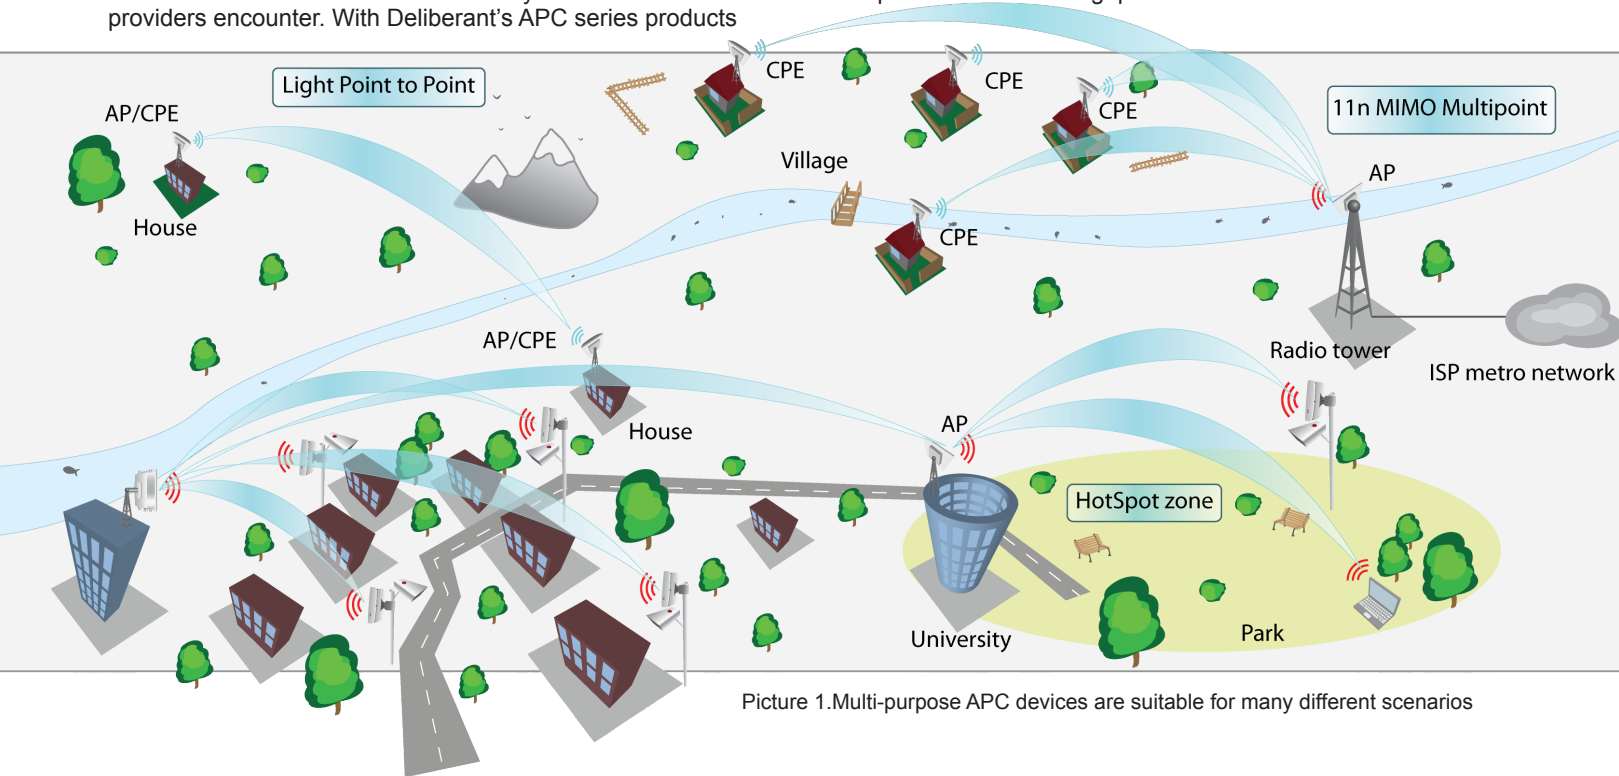 providers encounter. With Deliberant’s APC series products
CPE
Light Point to Point
CPE
AP/CPE
CPE
11n MIMO Multipoint
Village
AP
House
CPE
AP/CPE
Radio tower
ISP metro network
House
AP
HotSpot zone
University
Park
Picture 1.Multi-purpose APC devices are suitable for many different scenarios